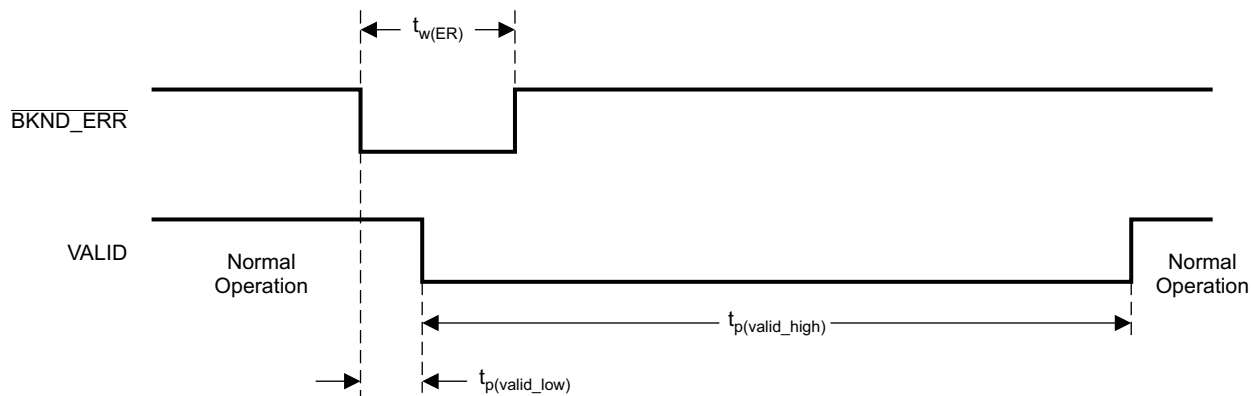 t_w(ER)
BKND_ERR
VALID
Normal
Operation
Normal
Operation
t_p(valid_high)
t_p(valid_low)